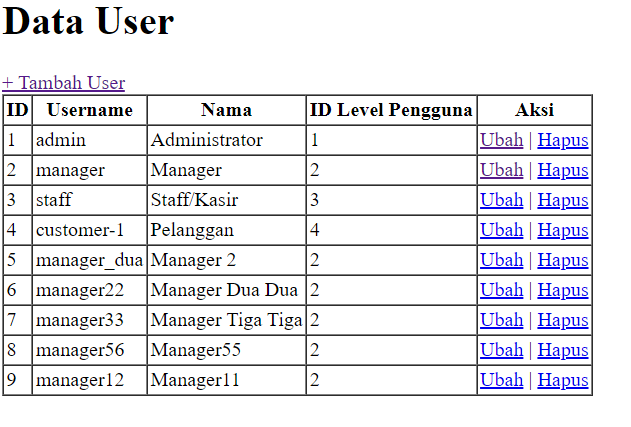 Data User
+ Tambah User
ID Username Nama ID Level Pengguna Aksi
1 admin Administrator 1 Ubah | Hapus
2 manager Manager 2 Ubah | Hapus
3 staff Staff/Kasir 3 Ubah | Hapus
4 customer-1 Pelanggan 4 Ubah | Hapus
5 manager_dua Manager 2 2 Ubah | Hapus
6 manager22 Manager Dua Dua 2 Ubah | Hapus
7 manager33 Manager Tiga Tiga 2 Ubah | Hapus
8 manager56 Manager55 2 Ubah | Hapus
9 manager12 Manager11 2 Ubah | Hapus